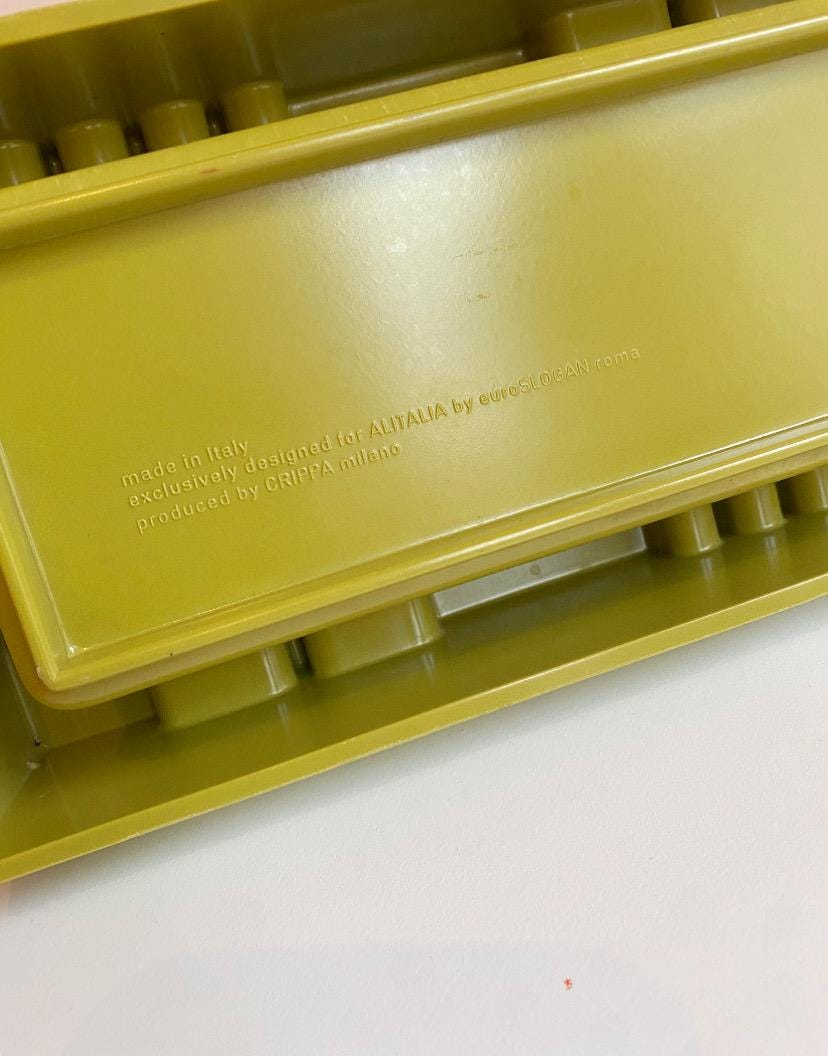 made in Italy
exclusively designed for ALITALIA by euroSLOGAN roma
produced by CRIPPA milano